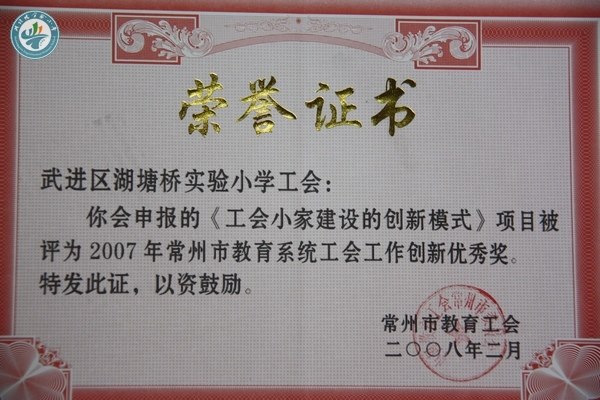 荣誉证书
武进区湖塘桥实验小学工会：
你会申报的《工会小家建设的创新模式》项目被
评为2007年常州市教育系统工会工作创新优秀奖。
特发此证，以资鼓励。
常州市教育工会
二〇〇八年二月